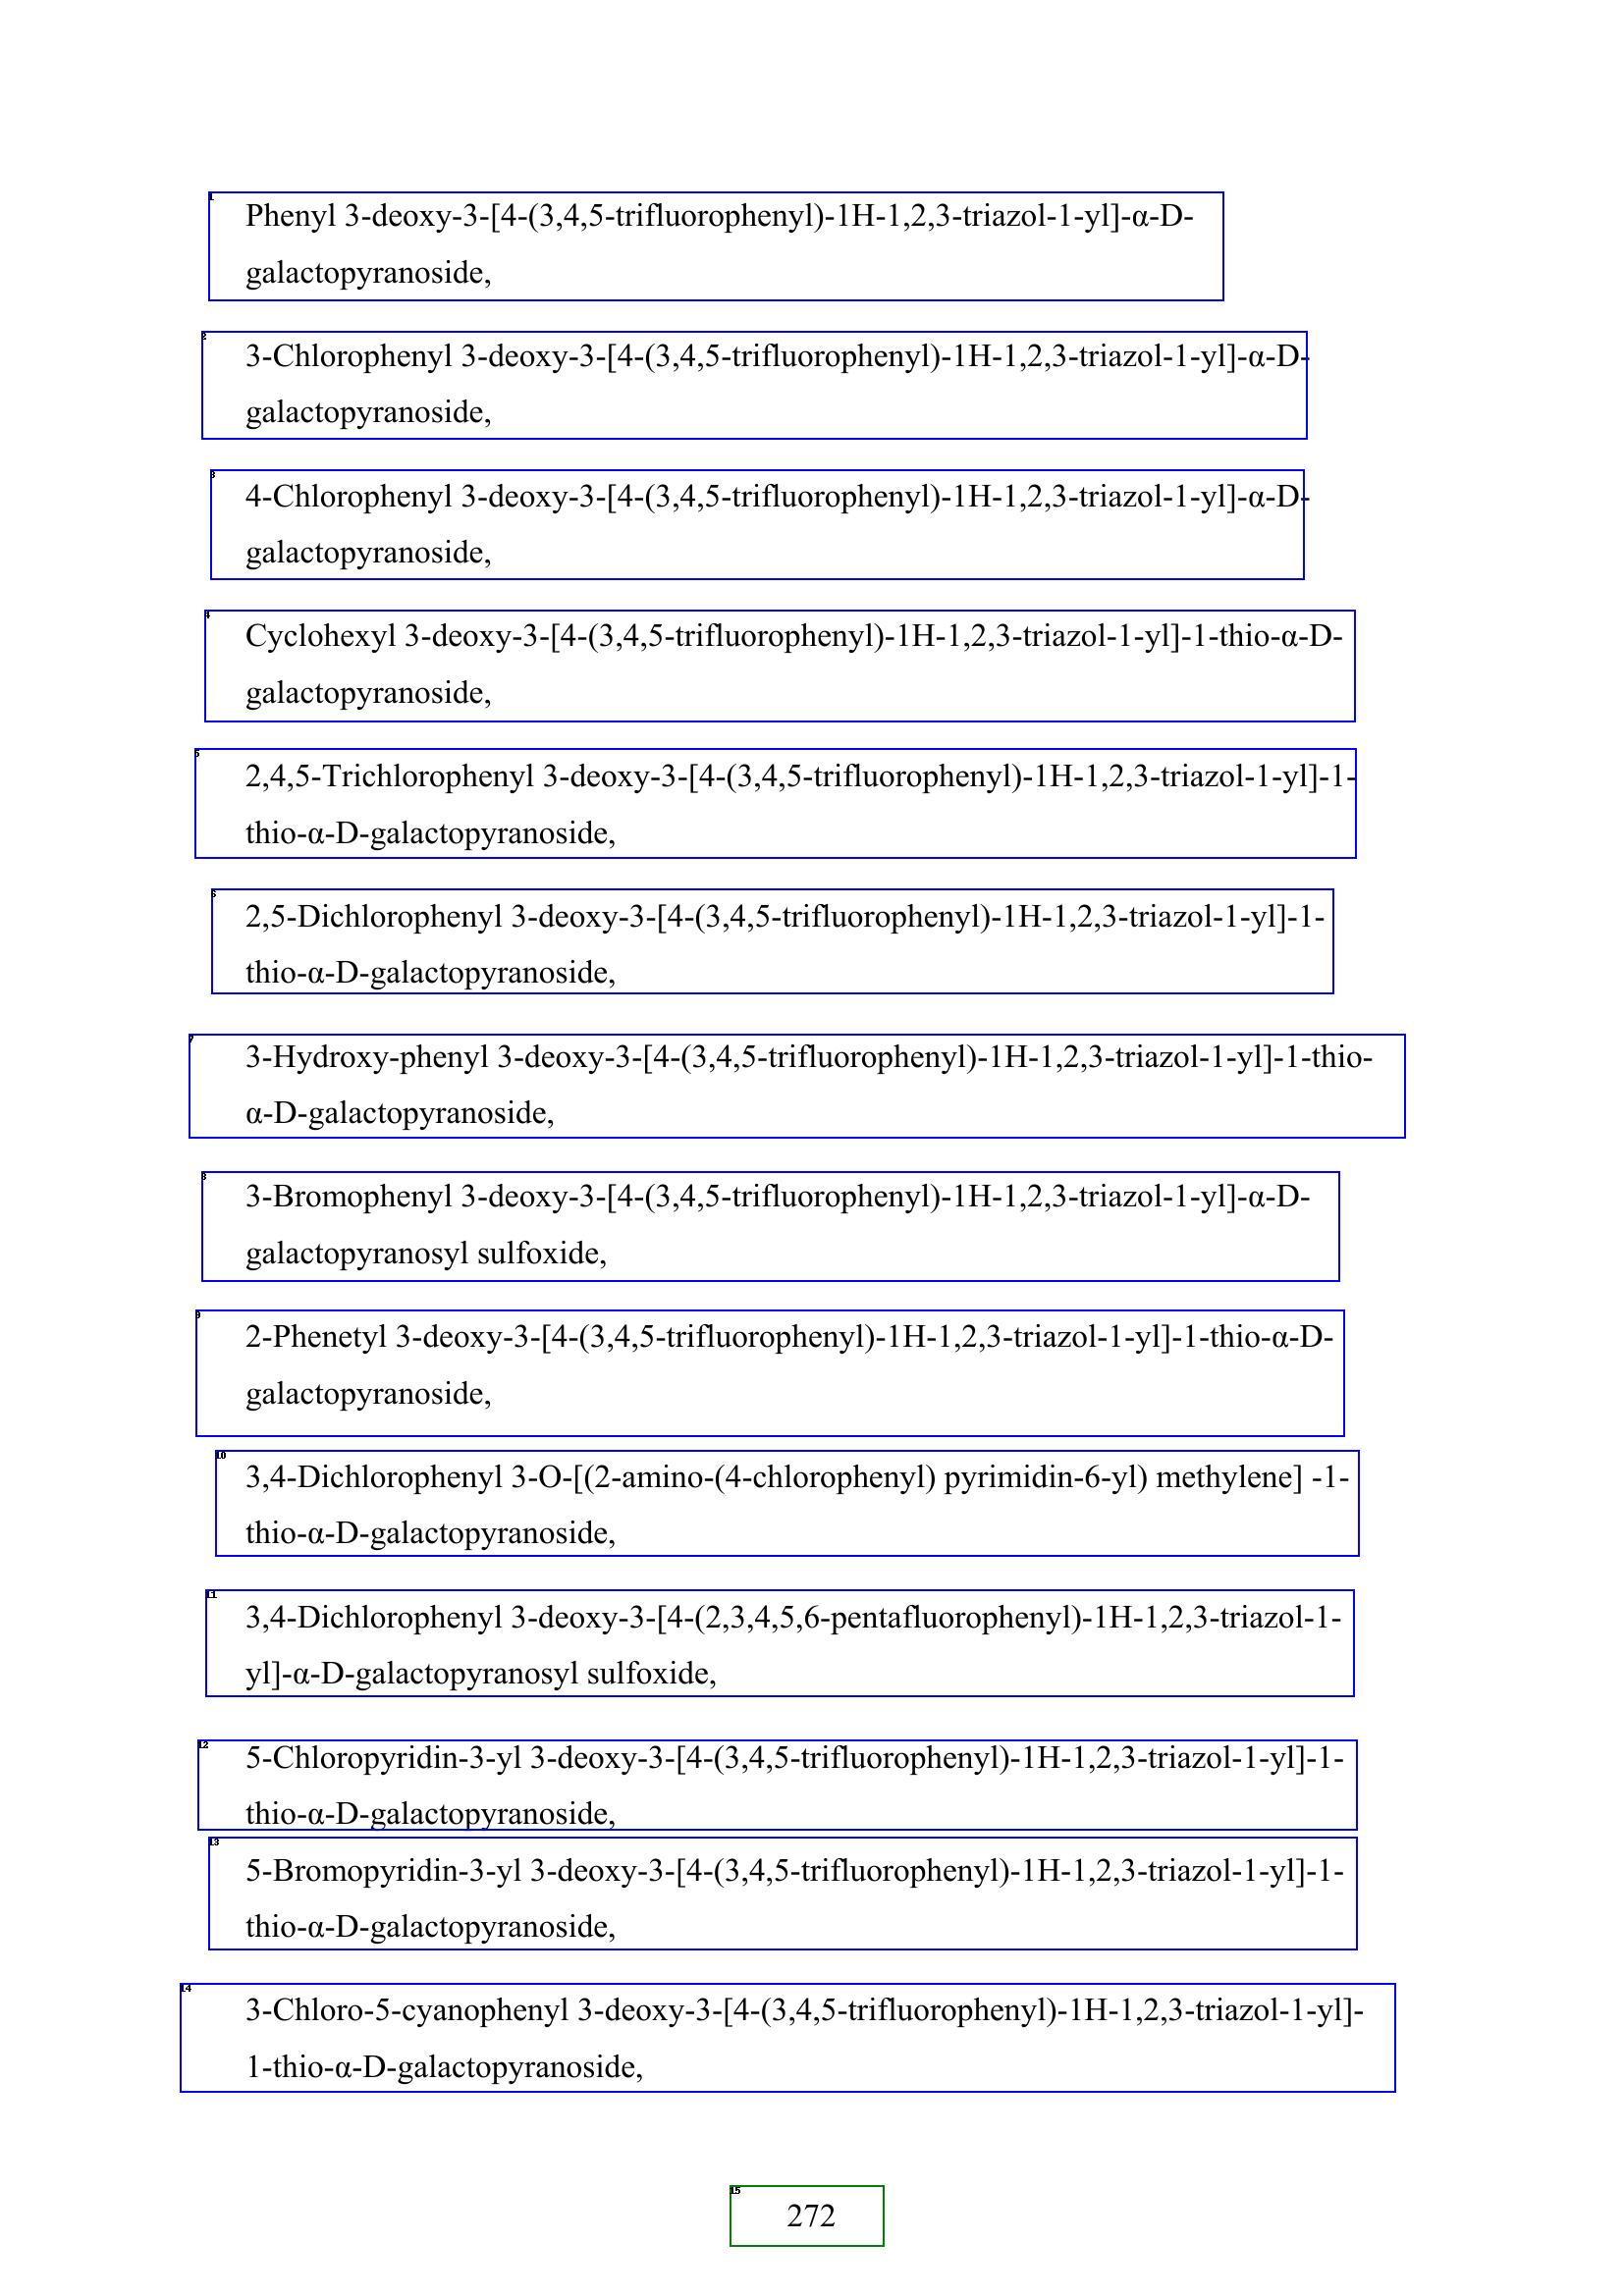 Phenyl 3-deoxy-3-[4-(3,4,5-trifluorophenyl)-1H-1,2,3-triazol-1-yl]-α-D-
galactopyranoside,
3-Chlorophenyl 3-deoxy-3-[4-(3,4,5-trifluorophenyl)-1H-1,2,3-triazol-1-yl]-α-D-
galactopyranoside,
4-Chlorophenyl 3-deoxy-3-[4-(3,4,5-trifluorophenyl)-1H-1,2,3-triazol-1-yl]-α-D-
galactopyranoside,
Cyclohexyl 3-deoxy-3-[4-(3,4,5-trifluorophenyl)-1H-1,2,3-triazol-1-yl]-1-thio-α-D-
galactopyranoside,
2,4,5-Trichlorophenyl 3-deoxy-3-[4-(3,4,5-trifluorophenyl)-1H-1,2,3-triazol-1-yl]-1-
thio-α-D-galactopyranoside,
2,5-Dichlorophenyl 3-deoxy-3-[4-(3,4,5-trifluorophenyl)-1H-1,2,3-triazol-1-yl]-1-
thio-α-D-galactopyranoside,
3-Hydroxy-phenyl 3-deoxy-3-[4-(3,4,5-trifluorophenyl)-1H-1,2,3-triazol-1-yl]-1-thio-
α-D-galactopyranoside,
3-Bromophenyl 3-deoxy-3-[4-(3,4,5-trifluorophenyl)-1H-1,2,3-triazol-1-yl]-α-D-
galactopyranosyl sulfoxide,
2-Phenetyl 3-deoxy-3-[4-(3,4,5-trifluorophenyl)-1H-1,2,3-triazol-1-yl]-1-thio-α-D-
galactopyranoside,
3,4-Dichlorophenyl 3-O-[(2-amino-(4-chlorophenyl) pyrimidin-6-yl) methylene] -1-
thio-α-D-galactopyranoside,
3,4-Dichlorophenyl 3-deoxy-3-[4-(2,3,4,5,6-pentafluorophenyl)-1H-1,2,3-triazol-1-
yl]-α-D-galactopyranosyl sulfoxide,
5-Chloropyridin-3-yl 3-deoxy-3-[4-(3,4,5-trifluorophenyl)-1H-1,2,3-triazol-1-yl]-1-
thio-α-D-galactopyranoside,
5-Bromopyridin-3-yl 3-deoxy-3-[4-(3,4,5-trifluorophenyl)-1H-1,2,3-triazol-1-yl]-1-
thio-α-D-galactopyranoside,
3-Chloro-5-cyanophenyl 3-deoxy-3-[4-(3,4,5-trifluorophenyl)-1H-1,2,3-triazol-1-yl]-
1-thio-α-D-galactopyranoside,
272